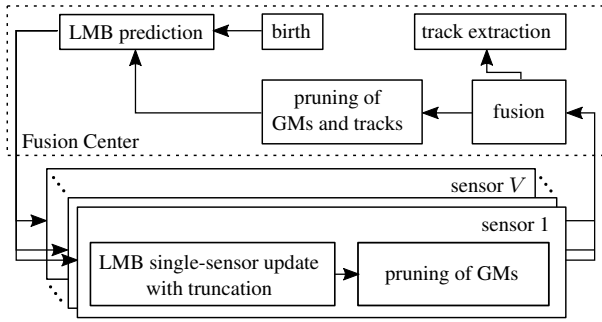 LMB prediction
birth
track extraction
pruning of
GMs and tracks
fusion
Fusion Center
sensor V
sensor 1
LMB single-sensor update
with truncation
pruning of GMs